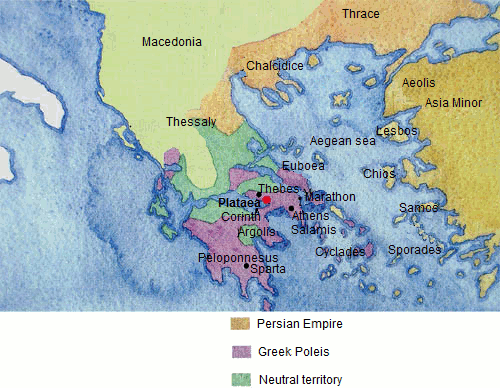 Thrace
Macedonia
Chalcidice
Aeolis
Asia Minor
Thessaly
Lesbos
Aegean sea
Euboea
Chios
Thebes
Marathon
Plataea
Samoe
Corinth
Athens
Argolis
Salamis
Cyclades
Sporades
Peloponnesus
Sparta
Persian Empire
Greek Poleis
Neutral territory